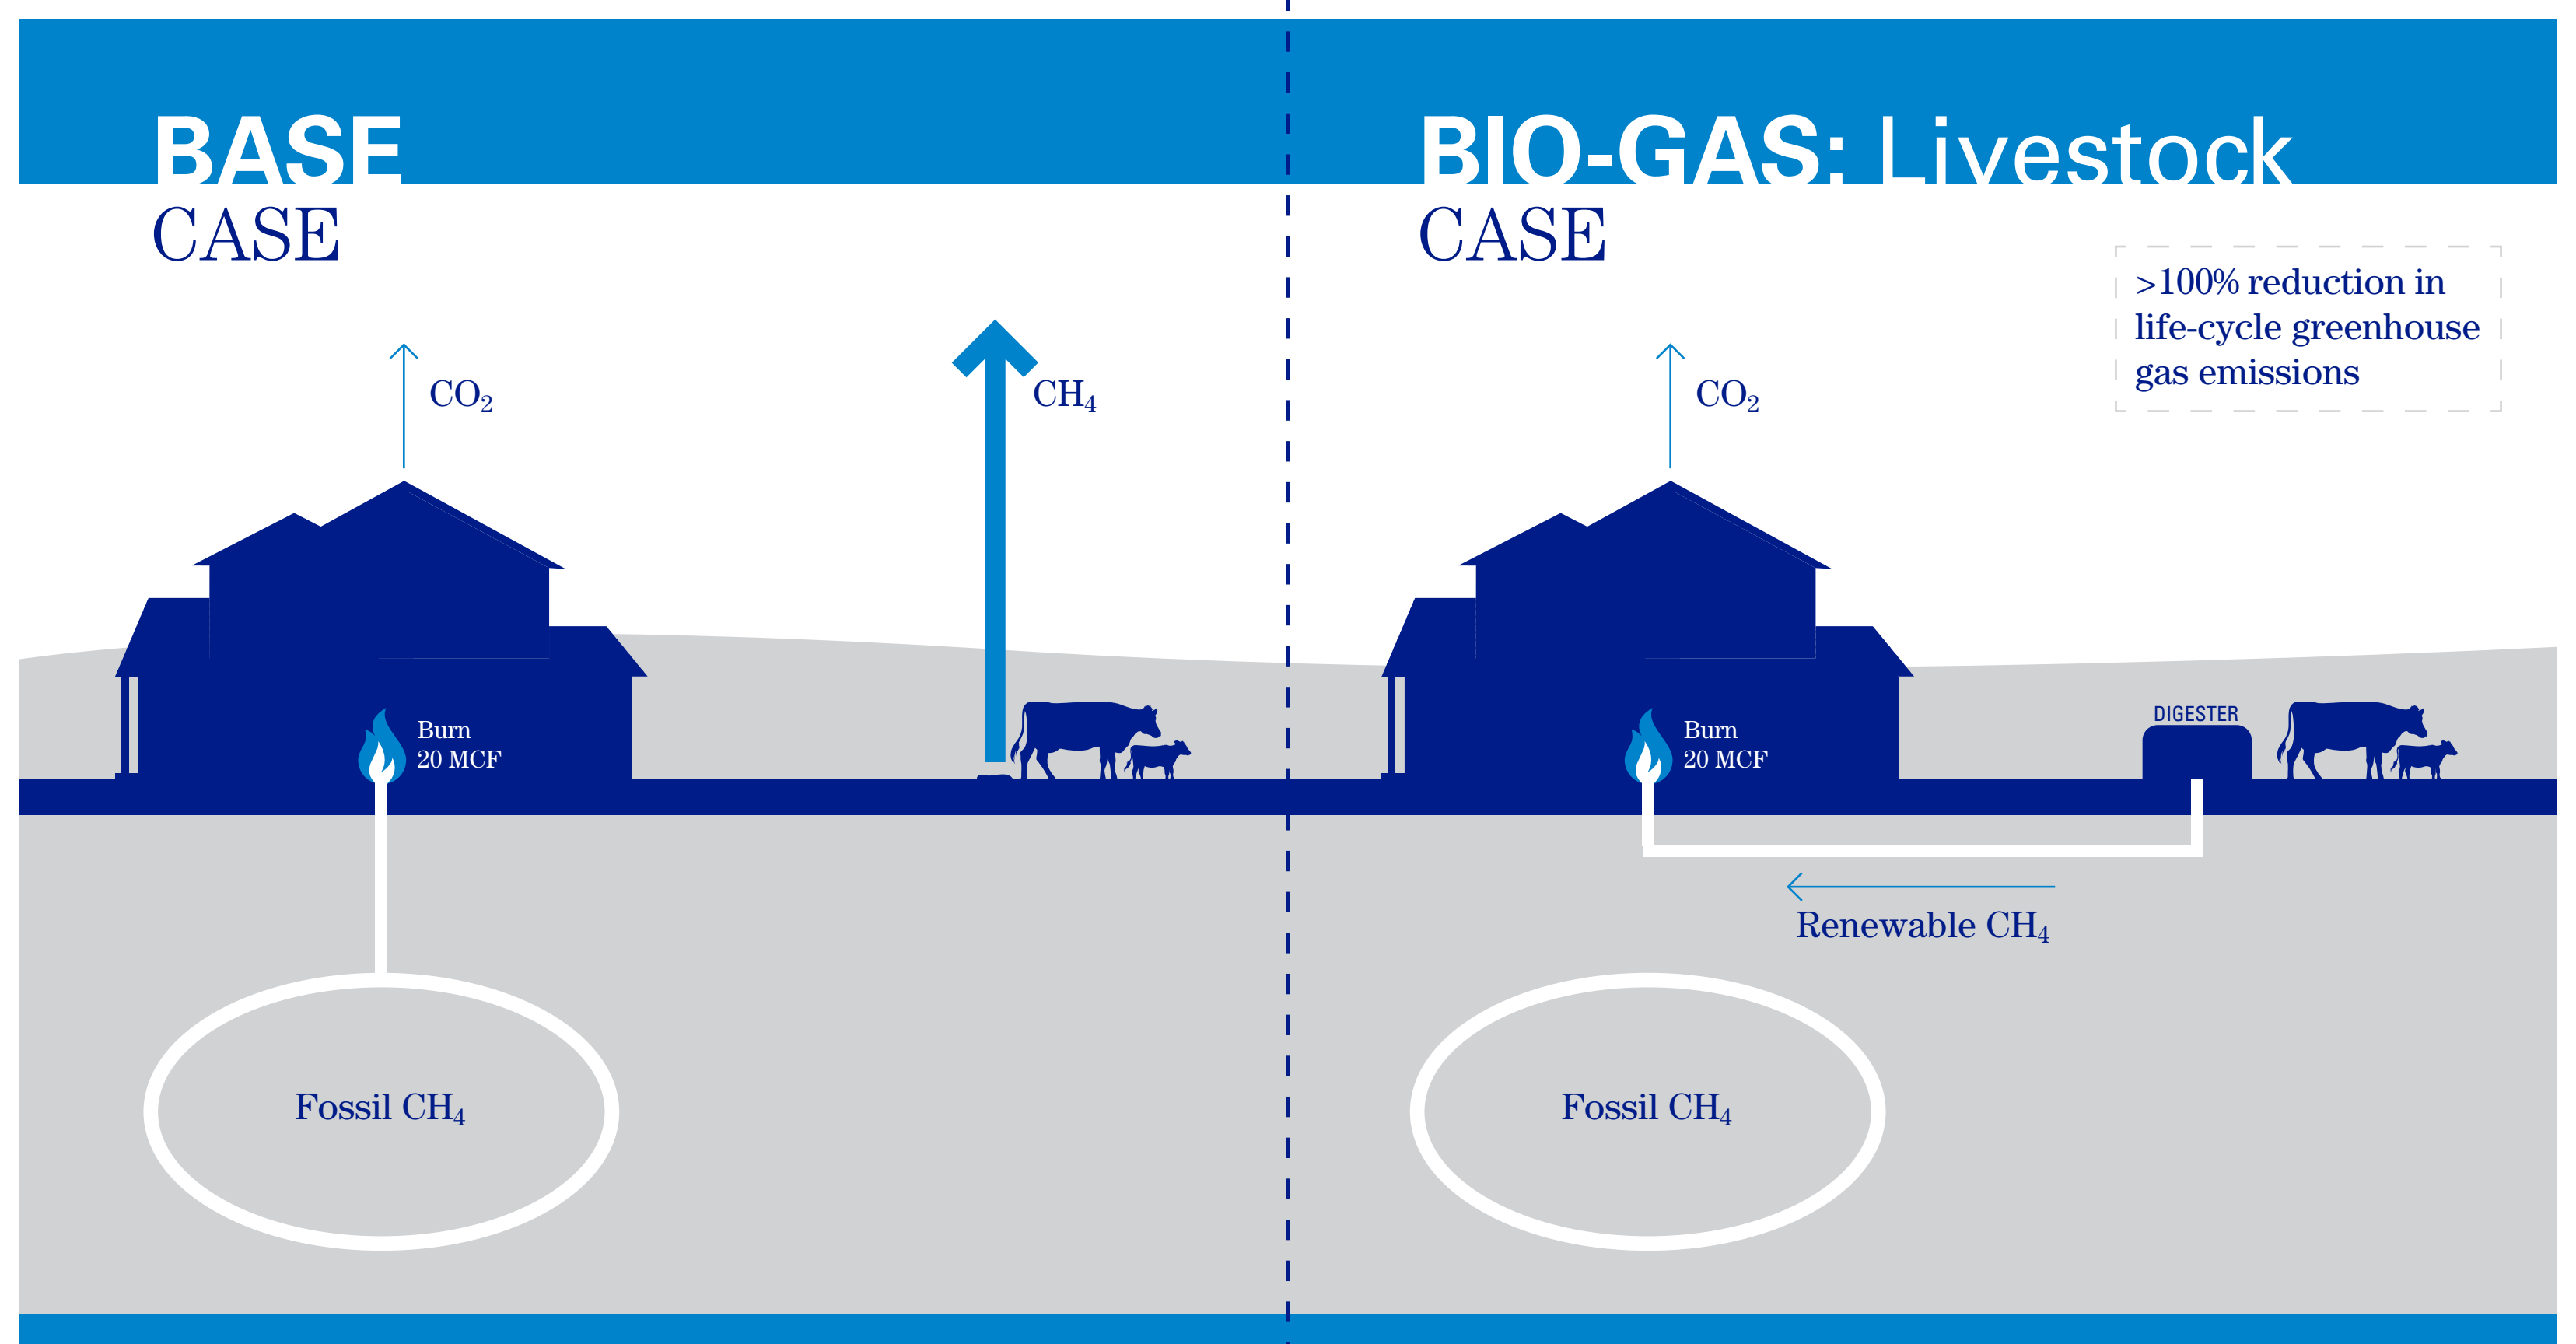 BASE
CASE
CO₂
CH₄
Burn
20 MCF
Fossil CH₄
BIO-GAS: Livestock
CASE
>100% reduction in
life-cycle greenhouse
gas emissions
CO₂
Burn
20 MCF
DIGESTER
Renewable CH₄
Fossil CH₄